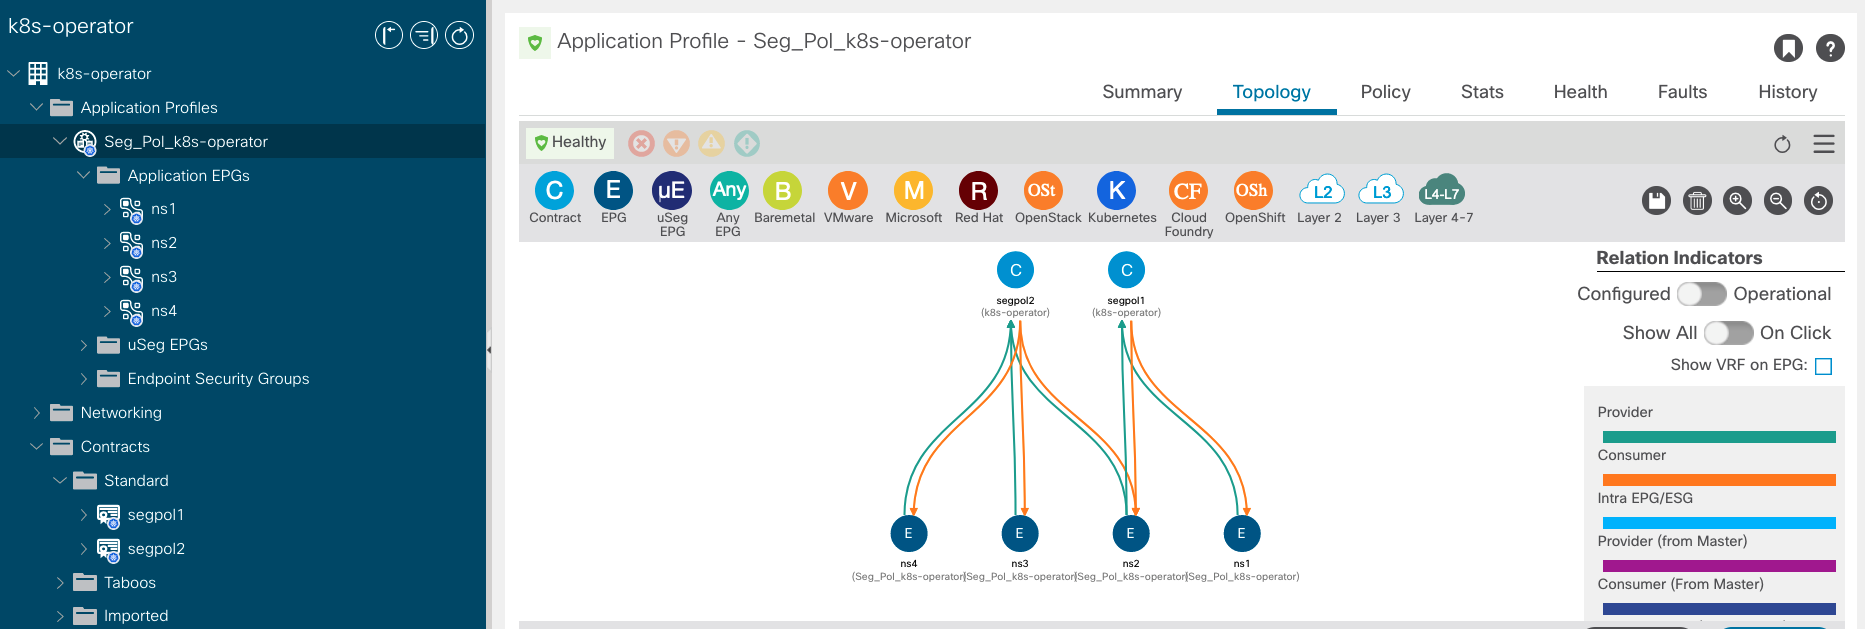 k8s-operator
k8s-operator
Application Profiles
Seg_Pol_k8s-operator
Application EPGs
ns1
ns2
ns3
ns4
uSeg EPGs
Endpoint Security Groups
Networking
Contracts
Standard
segpol1
segpol2
Taboos
Imported
Application Profile - Seg_Pol_k8s-operator
?
Summary Topology Policy Stats Health Faults History
Healthy
C E µE Any B V M R OSt K CF OSh L2 L3 L4-L7
Contract EPG uSeg EPG Any EPG Baremetal VMware Microsoft Red Hat OpenStack Kubernetes Cloud Foundry OpenShift Layer 2 Layer 3 Layer 4-7
C C
segpol2 segpol1
(k8s-operator) (k8s-operator)
E E E E
ns4 ns3 ns2 ns1
(Seg_Pol_k8s-operator) (Seg_Pol_k8s-operator) (Seg_Pol_k8s-operator) (Seg_Pol_k8s-operator)
Relation Indicators
Configured Operational
Show All On Click
Show VRF on EPG:
Provider
Consumer
Intra EPG/ESG
Provider (from Master)
Consumer (From Master)